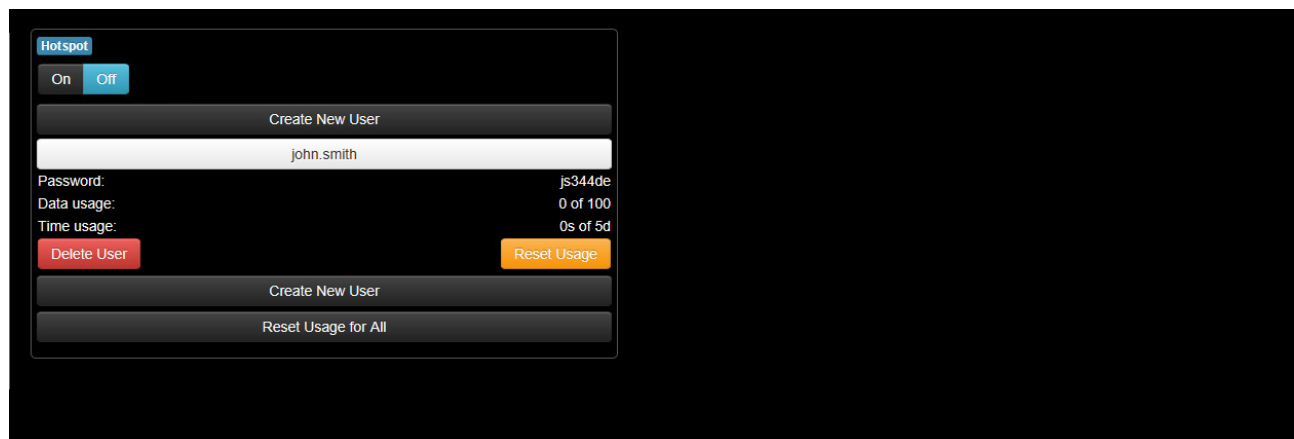 Hotspot
On Off
Create New User
john.smith
Password: js344de
Data usage: 0 of 100
Time usage: 0s of 5d
Delete User Reset Usage
Create New User
Reset Usage for All